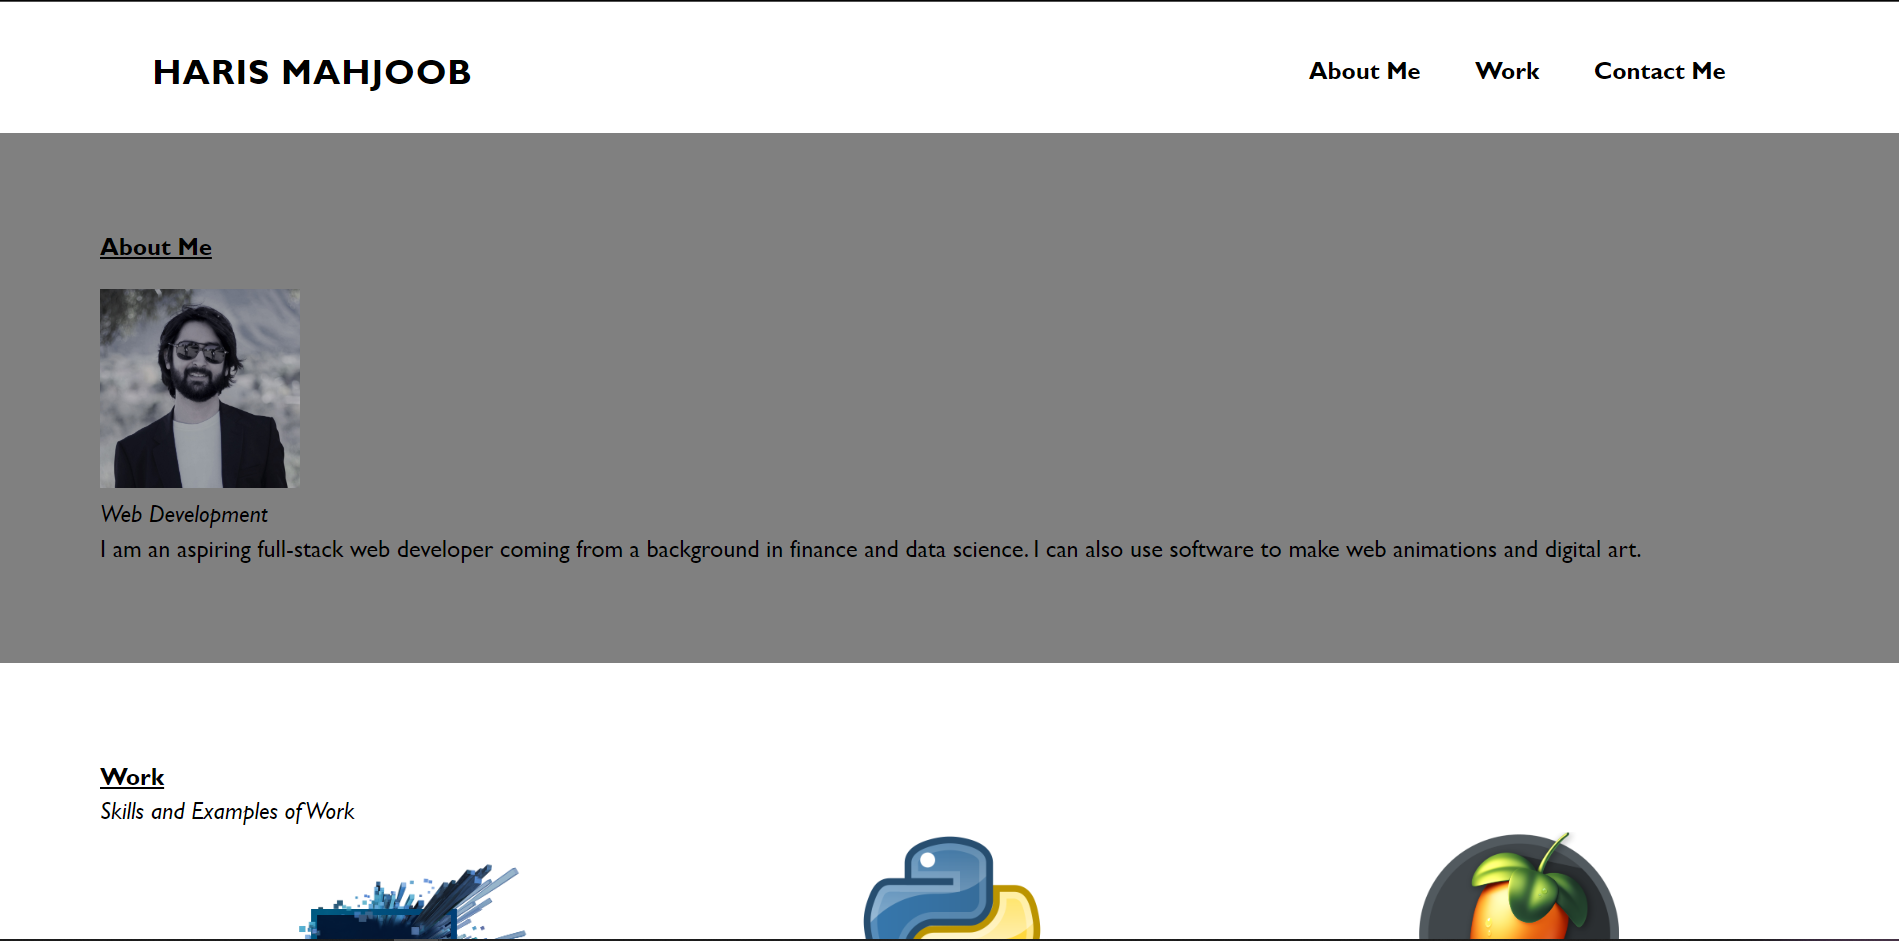 HARIS MAHJOOB
About Me Work Contact Me
About Me
Web Development
I am an aspiring full-stack web developer coming from a background in finance and data science. I can also use software to make web animations and digital art.
Work
Skills and Examples of Work